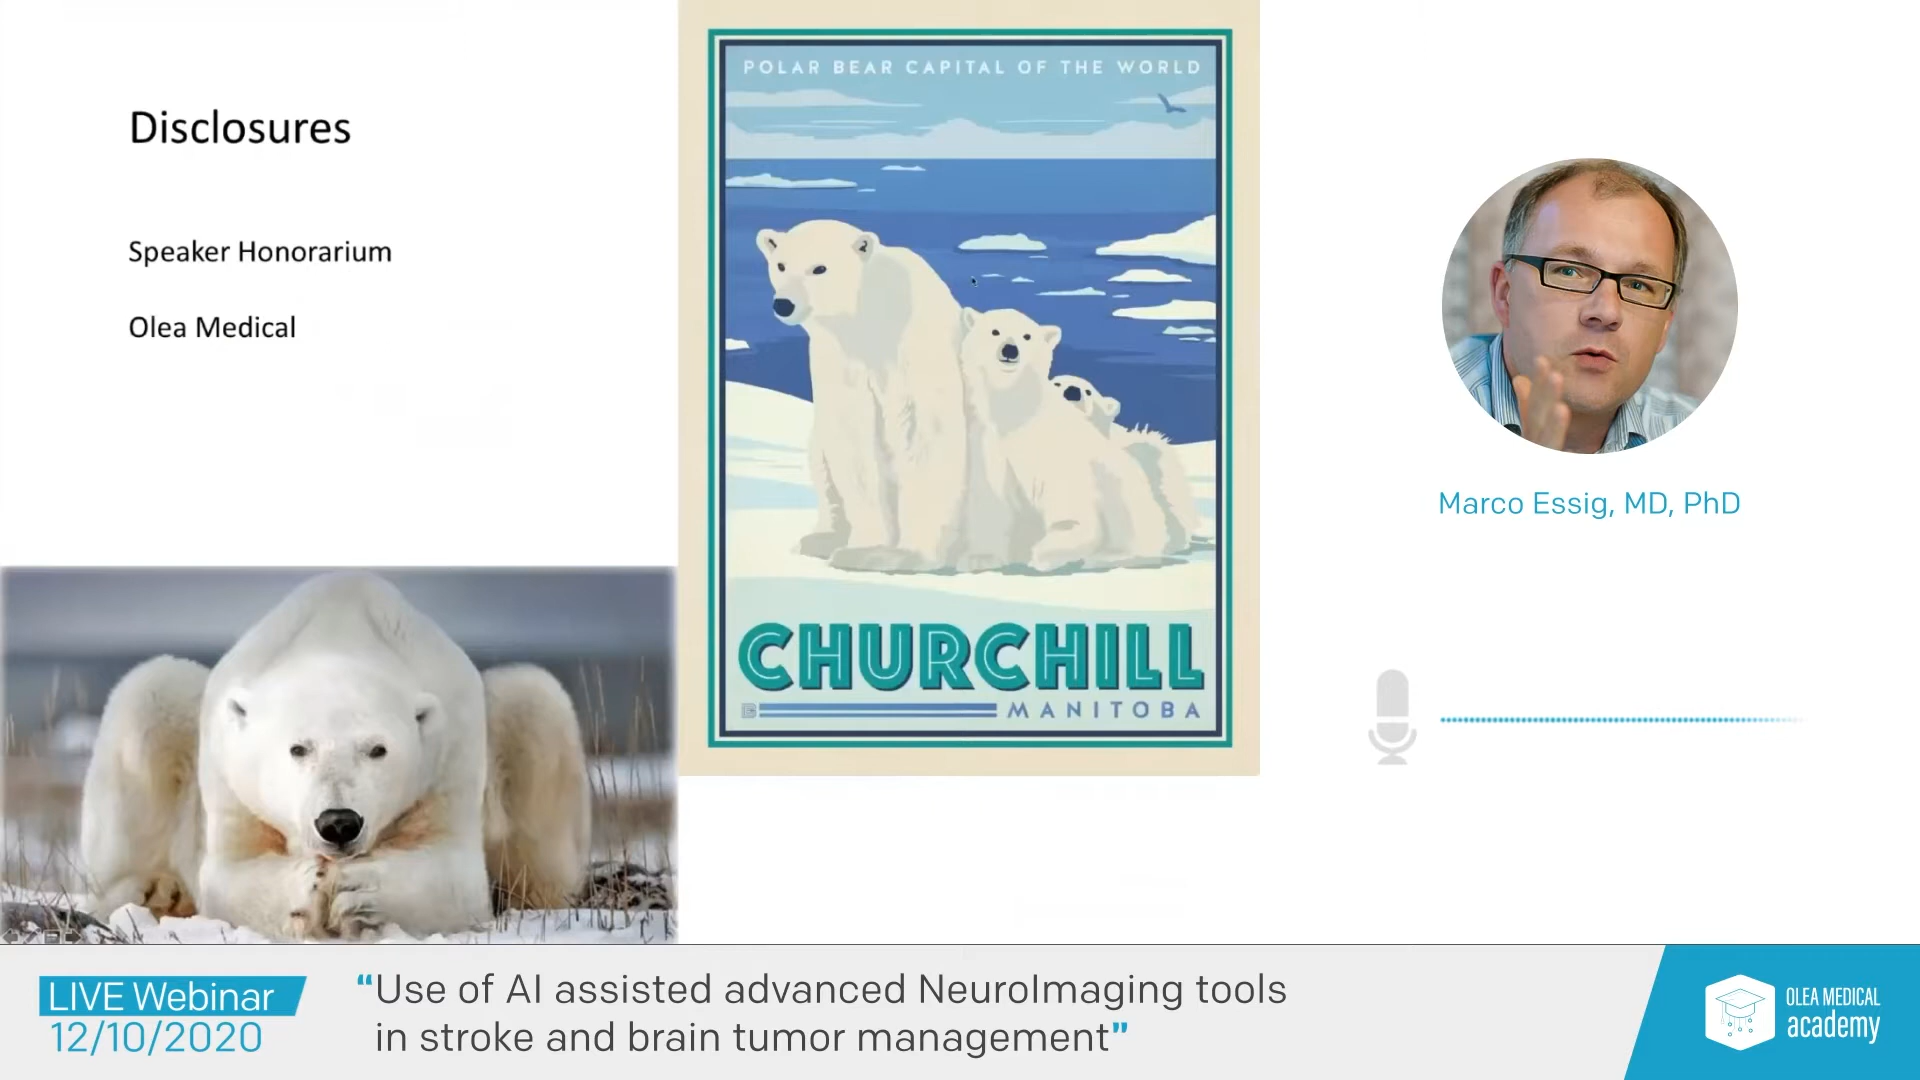 Disclosures
Speaker Honorarium
Olea Medical
POLAR BEAR CAPITAL OF THE WORLD
CHURCHILL
MANITOBA
Marco Essig, MD, PhD
LIVE Webinar
12/10/2020
“Use of AI assisted advanced NeuroImaging tools
in stroke and brain tumor management”
OLEA MEDICAL
academy